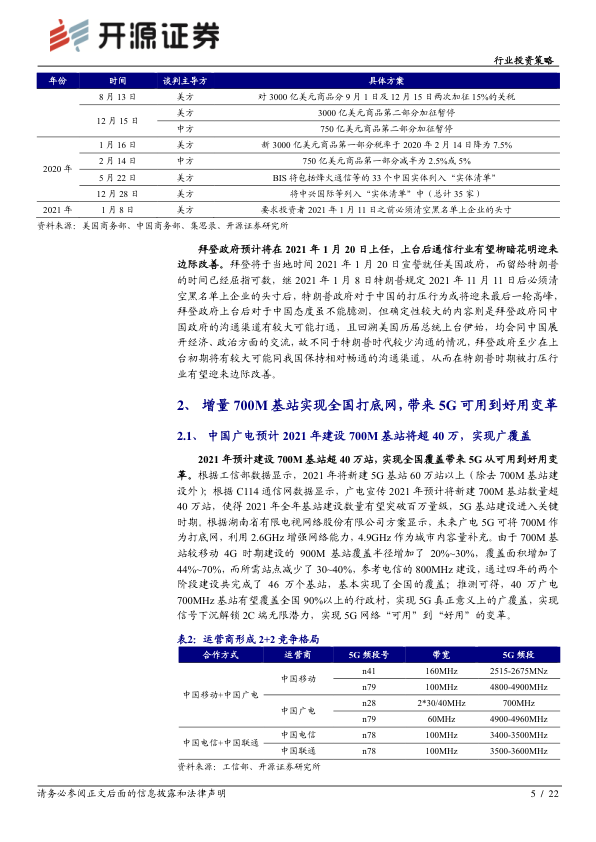 开源证券
行业投资策略
年份 时间 谈判主导方 具体方案
8 月 13 日 美方 对 3000 亿美元商品分 9 月 1 日及 12 月 15 日两次加征 15%的关税
12 月 15 日 美方 3000 亿美元商品第二部分加征暂停
中方 750 亿美元商品第二部分加征暂停
2020 年 1 月 16 日 美方 新 3000 亿美元商品第一部分税率于 2020 年 2 月 14 日降为 7.5%
2 月 14 日 中方 750 亿美元商品第一部分减半为 2.5%或 5%
5 月 22 日 美方 BIS 将包括烽火通信等的 33 个中国实体列入“实体清单”
12 月 28 日 美方 将中兴国际等列入“实体清单”中（总计 35 家）
2021 年 1 月 8 日 美方 要求投资者 2021 年 1 月 11 日之前必须清空黑名单上企业的头寸
资料来源：美国商务部、中国商务部、集思录、开源证券研究所
拜登政府预计将在 2021 年 1 月 20 日上任，上台后通信行业有望柳暗花明迎来
边际改善。拜登将于当地时间 2021 年 1 月 20 日宣誓就任美国政府，而留给特朗普
的时间已经屈指可数，继 2021 年 1 月 8 日特朗普规定 2021 年 11 月 11 日后必须清
空黑名单上企业的头寸后，特朗普政府对于中国的打压行为或将迎来最后一轮高峰，
拜登政府上台后对于中国态度虽不能臆测，但确定性较大的内容则是拜登政府同中
国政府的沟通渠道有较大可能打通，且回溯美国历届总统上台伊始，均会同中国展
开经济、政治方面的交流，故不同于特朗普时代较少沟通的情况，拜登政府至少在上
台初期将有较大可能同我国保持相对畅通的沟通渠道，从而在特朗普时期被打压行
业有望迎来边际改善。
2、 增量 700M 基站实现全国打底网，带来 5G 可用到好用变革
2.1、 中国广电预计 2021 年建设 700M 基站将超 40 万，实现广覆盖
2021 年预计建设 700M 基站超 40 万站，实现全国覆盖带来 5G 从可用到好用变
革。根据工信部数据显示，2021 年将新建 5G 基站 60 万站以上（除去 700M 基站建
设外）；根据 C114 通信网数据显示，广电宣传 2021 年预计将新建 700M 基站数量超
40 万站，使得 2021 年全年基站建设数量有望突破百万量级，5G 基站建设进入关键
时期。根据湖南省有限电视网络股份有限公司方案显示，未来广电 5G 可将 700M 作
为打底网，利用 2.6GHz 增强网络能力，4.9GHz 作为城市内容量补充。由于 700M 基
站较移动 4G 时期建设的 900M 基站覆盖半径增加了 20%~30%，覆盖面积增加了
44%~70%，而所需站点减少了 30~40%，参考电信的 800MHz 建设，通过四年的两个
阶段建设共完成了 46 万个基站，基本实现了全国的覆盖；推测可得，40 万广电
700MHz 基站有望覆盖全国 90%以上的行政村，实现 5G 真正意义上的广覆盖，实现
信号下沉解锁 2C 端无限潜力，实现 5G 网络“可用”到“好用”的变革。
表2：运营商形成 2+2 竞争格局
合作方式 运营商 5G 频段号 带宽 5G 频段
中国移动+中国广电 中国移动 n41 160MHz 2515-2675MNz
n79 100MHz 4800-4900MHz
中国广电 n28 2*30/40MHz 700MHz
n79 60MHz 4900-4960MHz
中国电信+中国联通 中国电信 n78 100MHz 3400-3500MHz
中国联通 n78 100MHz 3500-3600MHz
资料来源：工信部、开源证券研究所
请务必参阅正文后面的信息披露和法律声明 5 / 22